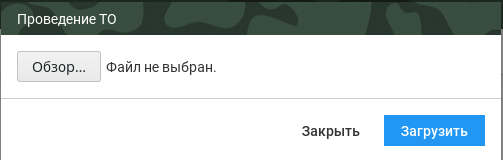 Проведение ТО
Обзор... Файл не выбран.
Закрыть Загрузить